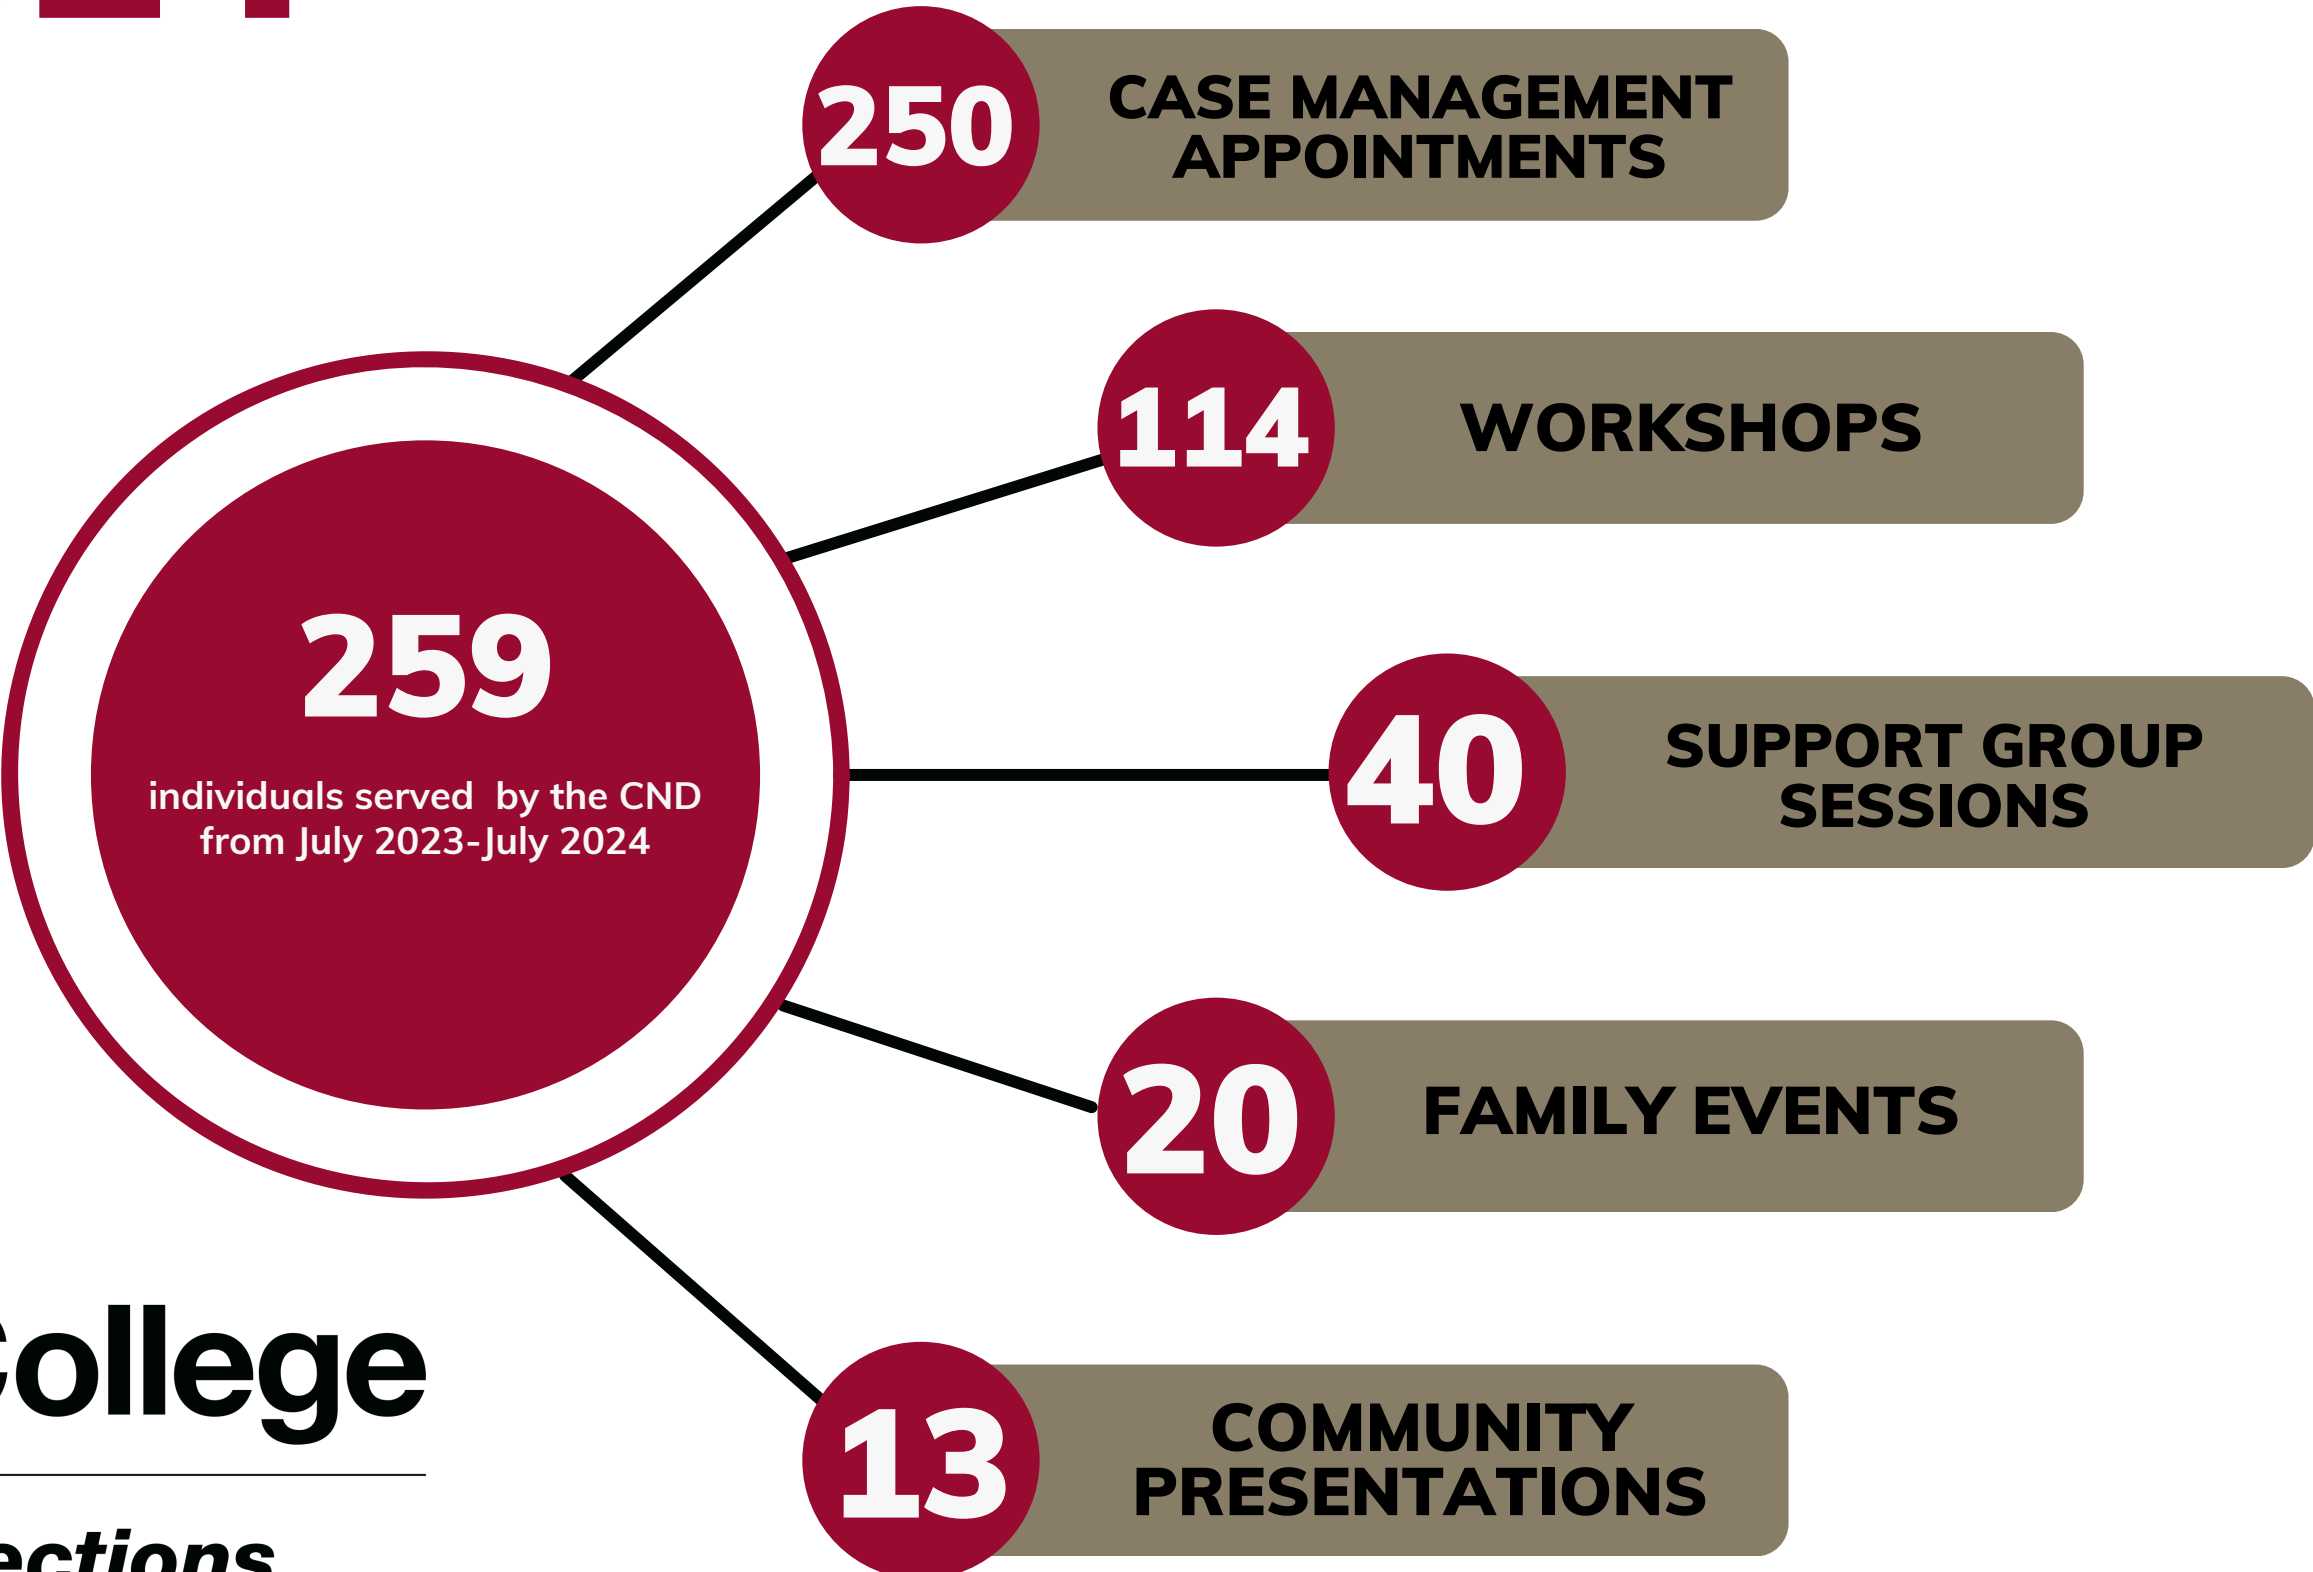 250
CASE MANAGEMENT
APPOINTMENTS
114
WORKSHOPS
259
individuals served  by the CND
from July 2023-July 2024
40
SUPPORT GROUP
SESSIONS
20
FAMILY EVENTS
13
COMMUNITY
PRESENTATIONS
College